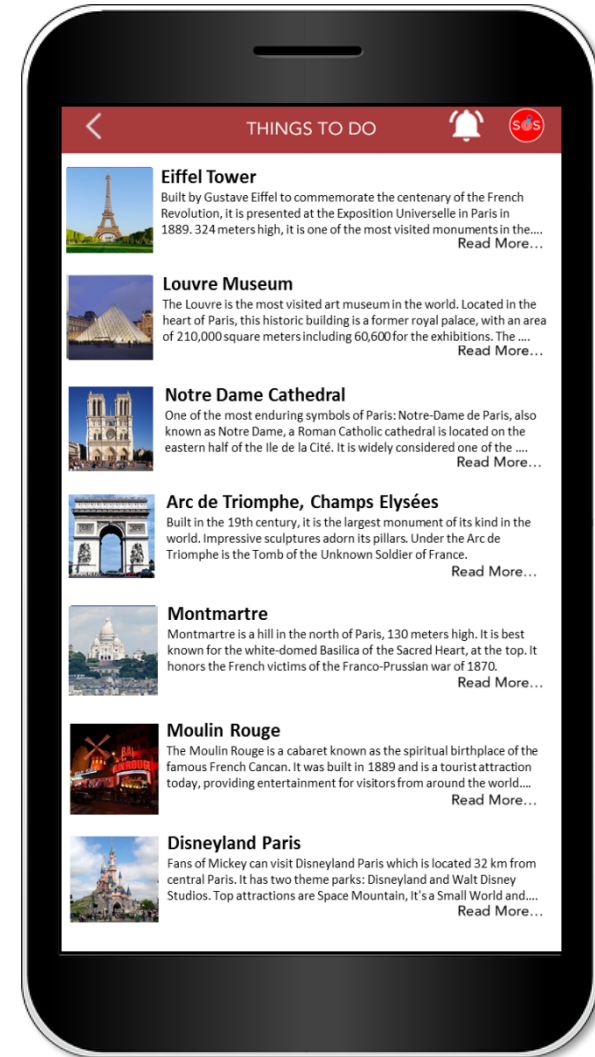 THINGS TO DO
SOS
Eiffel Tower
Built by Gustave Eiffel to commemorate the centenary of the French
Revolution, it is presented at the Exposition Universelle in Paris in
1889. 324 meters high, it is one of the most visited monuments in the....
Read More...
Louvre Museum
The Louvre is the most visited art museum in the world. Located in the
heart of Paris, this historic building is a former royal palace, with an area
of 210,000 square meters including 60,600 for the exhibitions. The ....
Read More...
Notre Dame Cathedral
One of the most enduring symbols of Paris: Notre-Dame de Paris, also
known as Notre Dame, a Roman Catholic cathedral is located on the
eastern half of the Ile de la Cité. It is widely considered one of the ....
Read More...
Arc de Triomphe, Champs Elysées
Built in the 19th century, it is the largest monument of its kind in the
world. Impressive sculptures adorn its pillars. Under the Arc de
Triomphe is the Tomb of the Unknown Soldier of France.
Read More...
Montmartre
Montmartre is a hill in the north of Paris, 130 meters high. It is best
known for the white-domed Basilica of the Sacred Heart, at the top. It
honors the French victims of the Franco-Prussian war of 1870.
Read More...
Moulin Rouge
The Moulin Rouge is a cabaret known as the spiritual birthplace of the
famous French Cancan. It was built in 1889 and is a tourist attraction
today, providing entertainment for visitors from around the world....
Read More...
MOULIN ROUGE
Disneyland Paris
Fans of Mickey can visit Disneyland Paris which is located 32 km from
central Paris. It has two theme parks: Disneyland and Walt Disney
Studios. Top attractions are Space Mountain, It's a Small World and....
Read More...